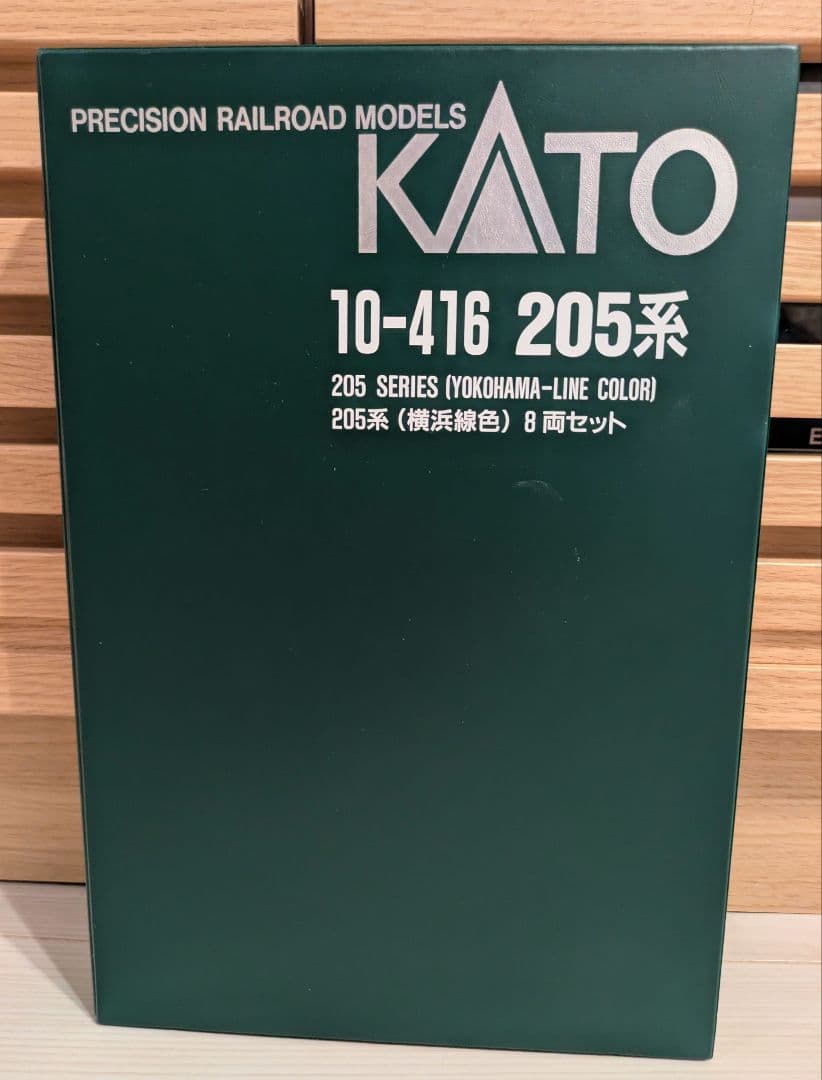 PRECISION RAILROAD MODELS
KATO
10-416 205系
205 SERIES (YOKOHAMA-LINE COLOR)
205系（横浜線色）8両セット
E